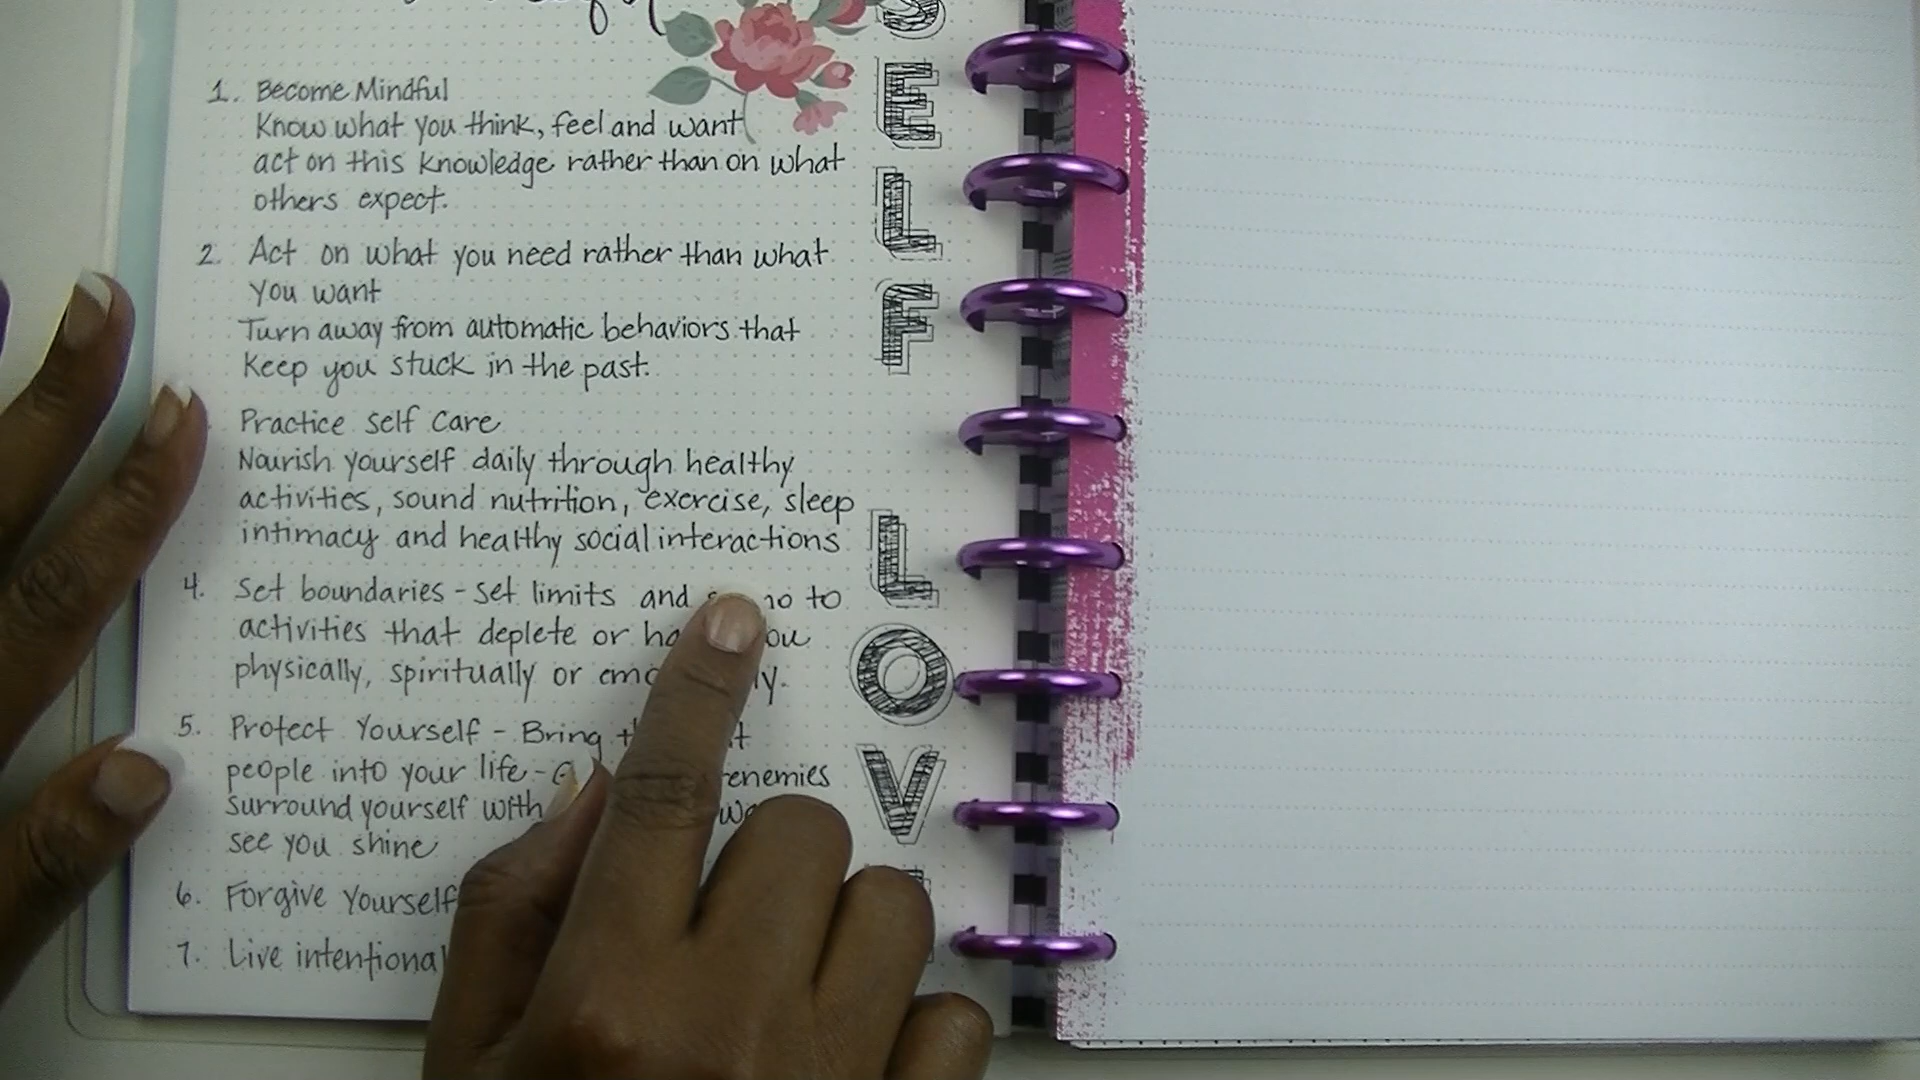 1. Become Mindful
Know what you think, feel and want
act on this knowledge rather than on what
others expect.
2. Act on what you need rather than what
you want
Turn away from automatic behaviors that
keep you stuck in the past.
Practice self care
Nourish yourself daily through healthy
activities, sound nutrition, exercise, sleep
intimacy and healthy social interactions
4. Set boundaries - set limits and no to
activities that deplete or
physically, spiritually or
5. Protect Yourself - Bring
people into your life -
surround yourself with
see you shine
6. Forgive Yourself
7. Live
SELF
LOV